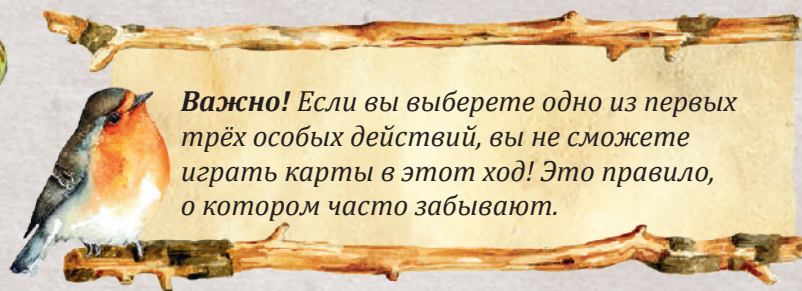 Важно! Если вы выберете одно из первых
трёх особых действий, вы не сможете
играть карты в этот ход! Это правило,
о котором часто забывают.